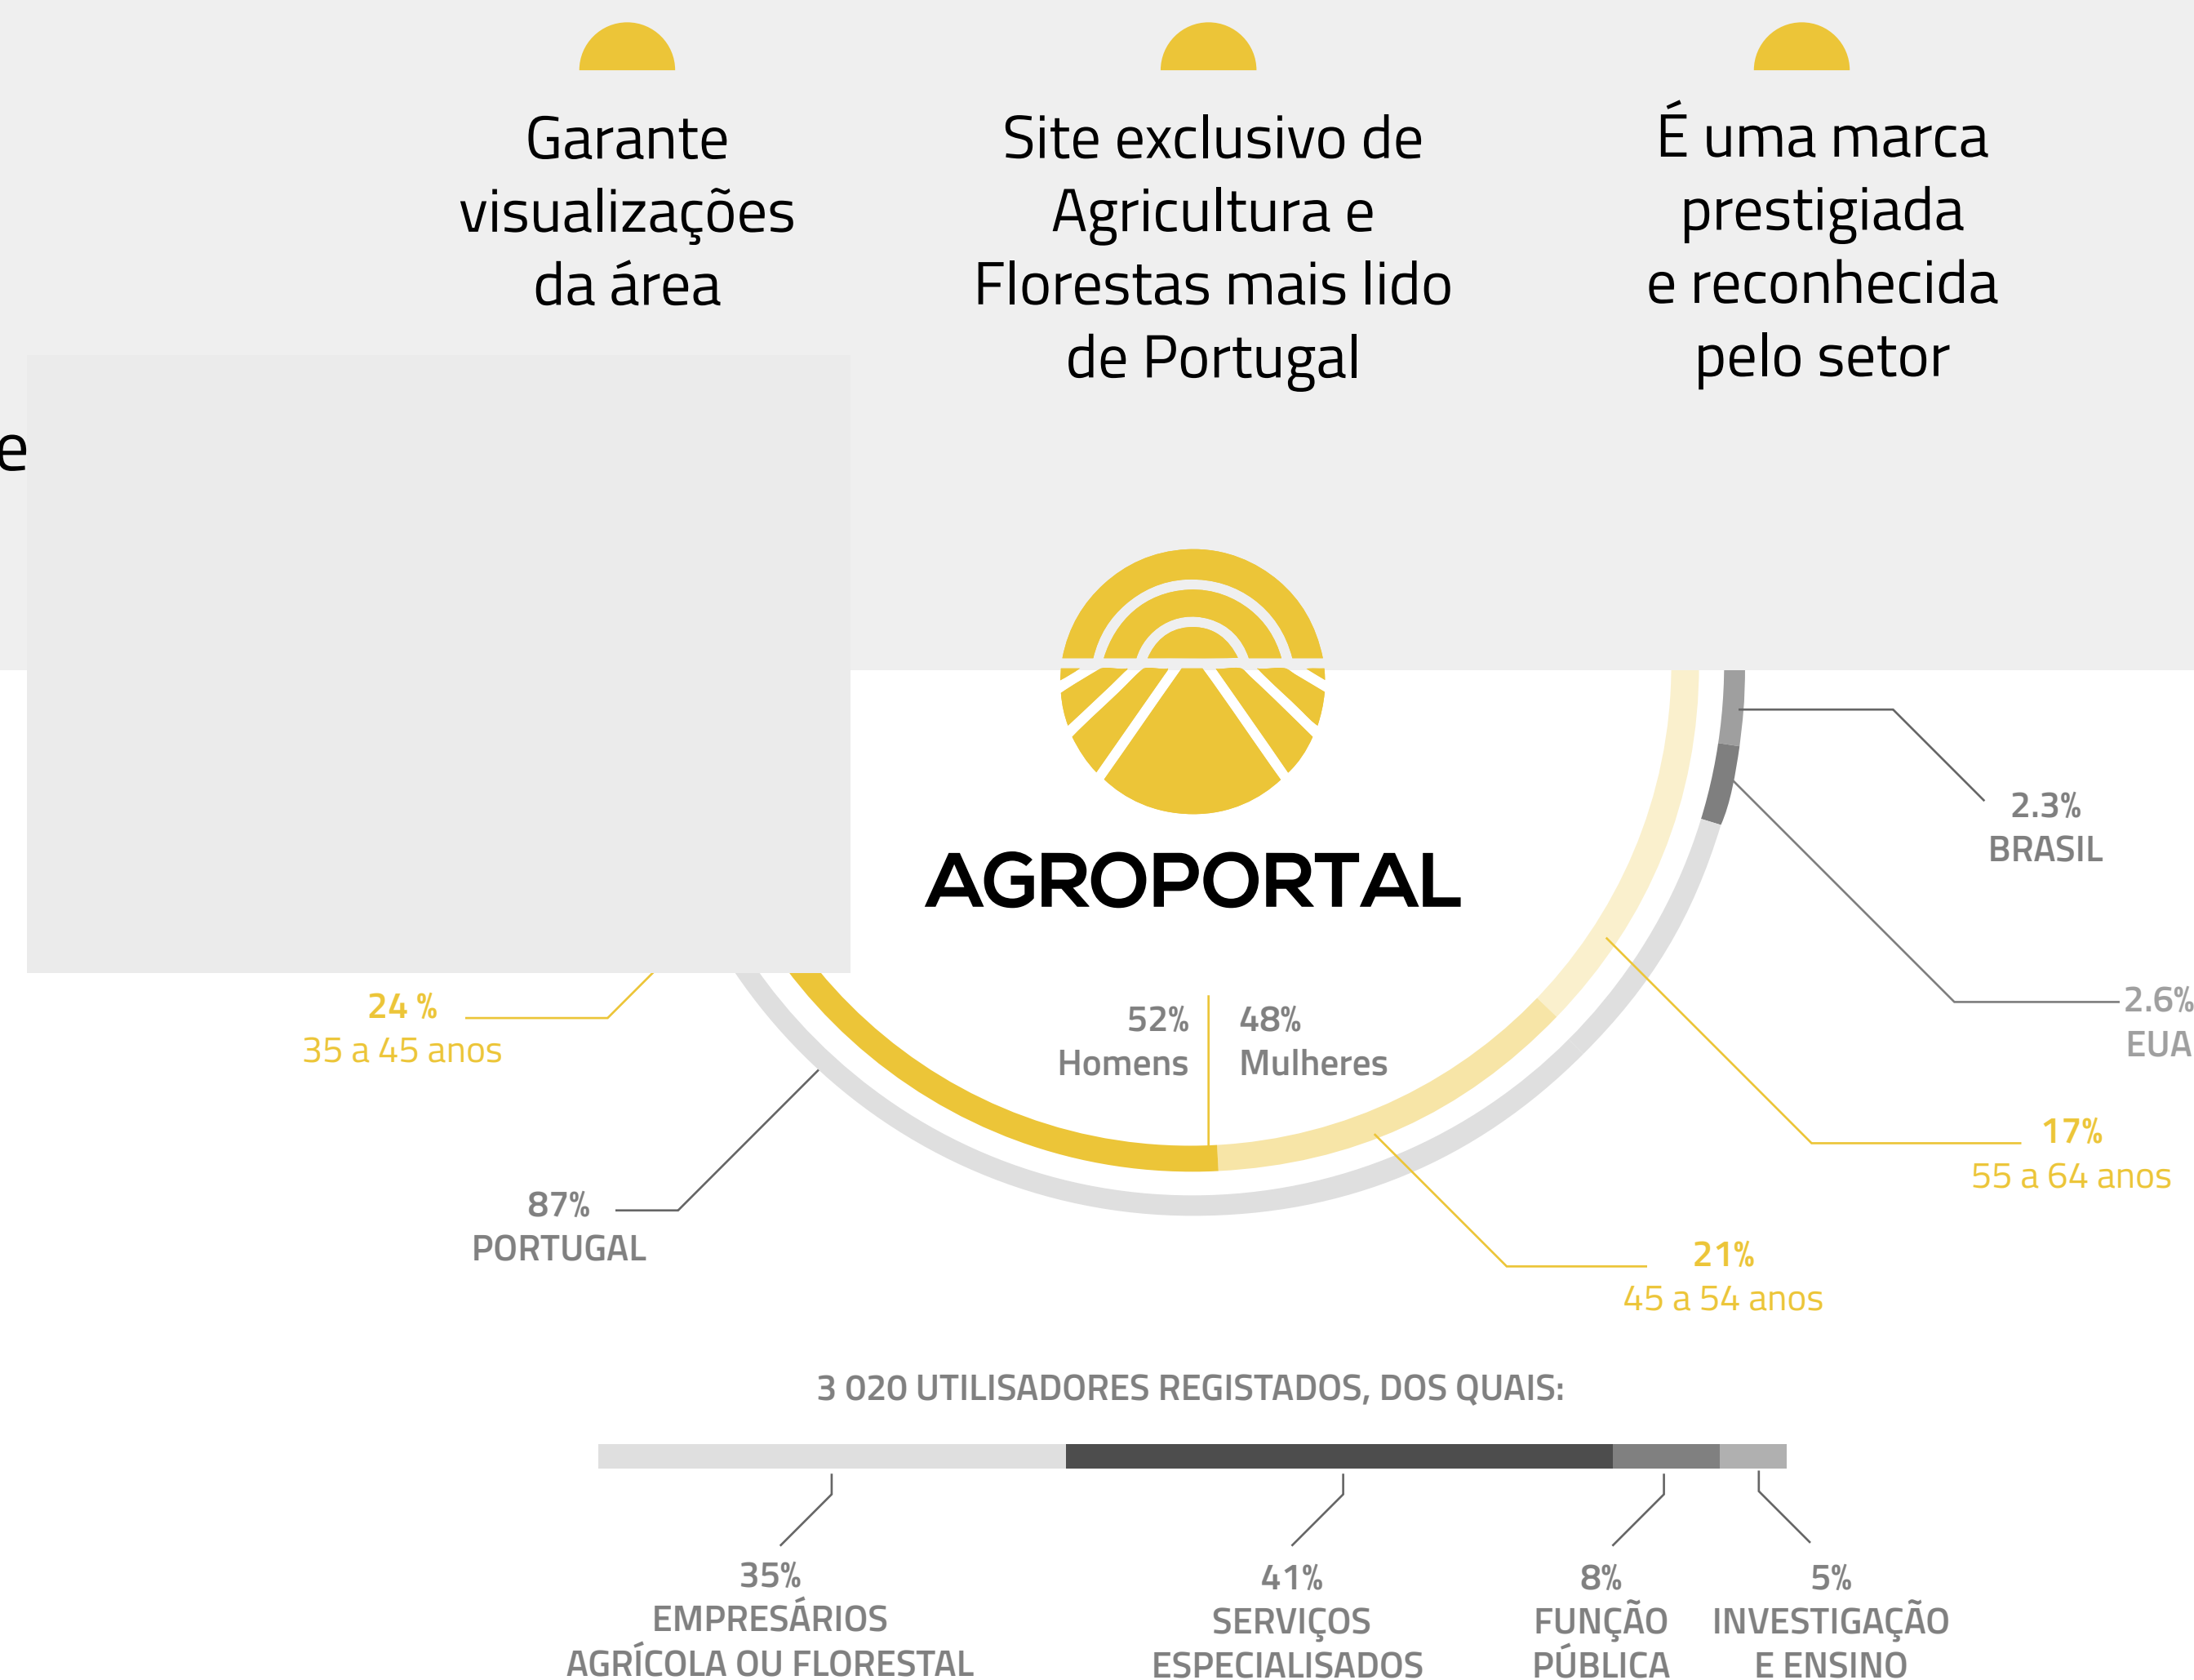 Garante
visualizações
da área
Site exclusivo de
Agricultura e
Florestas mais lido
de Portugal
É uma marca
prestigiada
e reconhecida
pelo setor
e
AGROPORTAL
52%
Homens
48%
Mulheres
2.3%
BRASIL
2.6%
EUA
24 %
35 a 45 anos
17%
55 a 64 anos
87%
PORTUGAL
21%
45 a 54 anos
3 020 UTILISADORES REGISTADOS, DOS QUAIS:
35%
EMPRESÁRIOS
AGRÍCOLA OU FLORESTAL
41%
SERVIÇOS
ESPECIALISADOS
8%
FUNÇÃO
PÚBLICA
5%
INVESTIGAÇÃO
E ENSINO